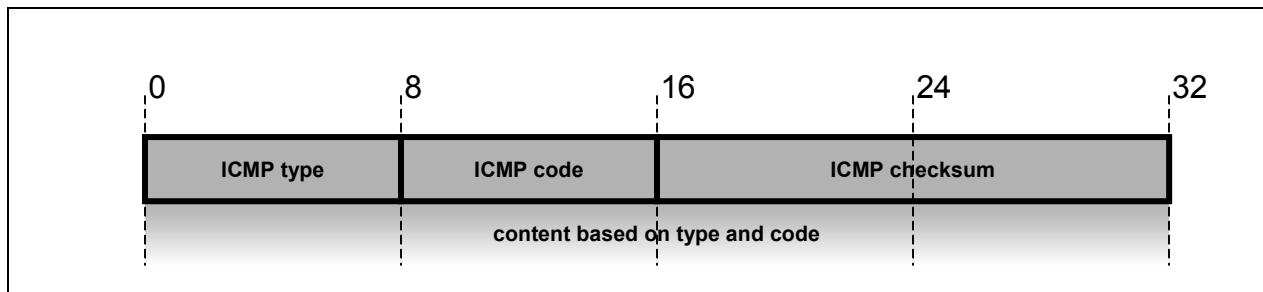 0 8 16 24 32
ICMP type ICMP code ICMP checksum
content based on type and code